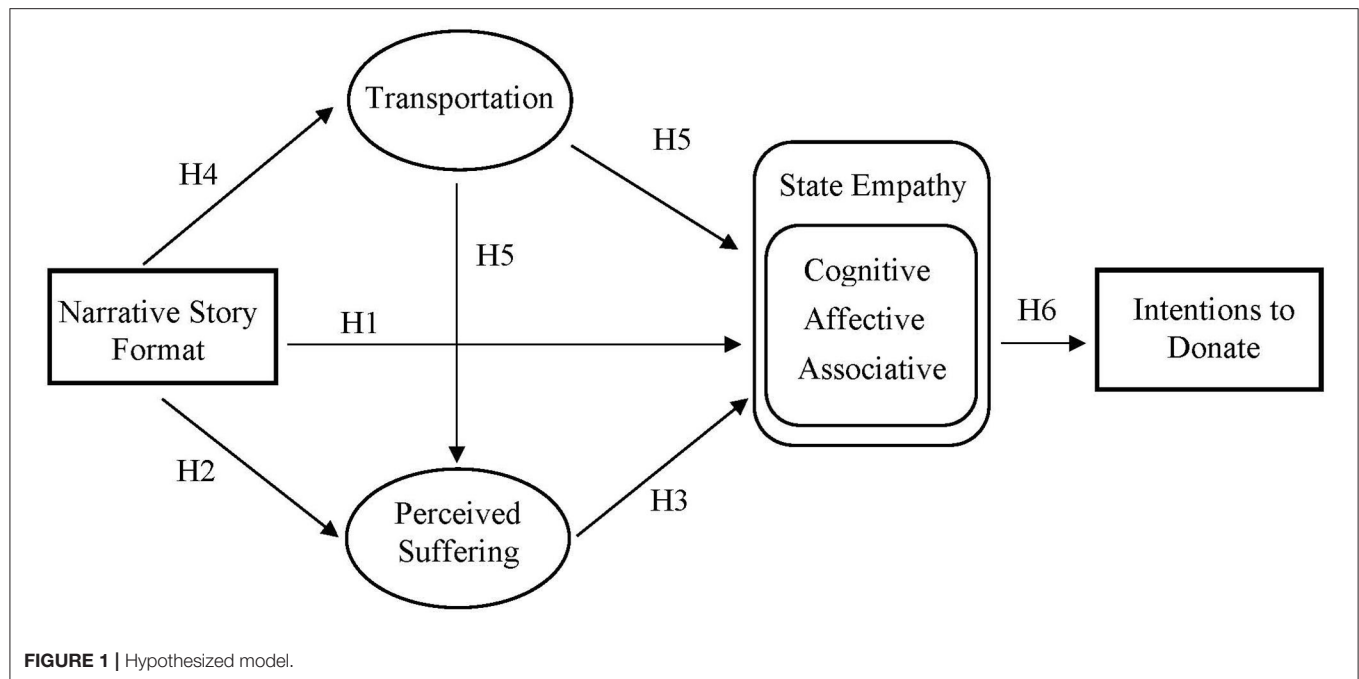 Transportation
H4
H5
State Empathy
H5
Narrative Story
Format
H1
Cognitive
Affective
Associative
H6
Intentions to
Donate
H2
H3
Perceived
Suffering
FIGURE 1 | Hypothesized model.